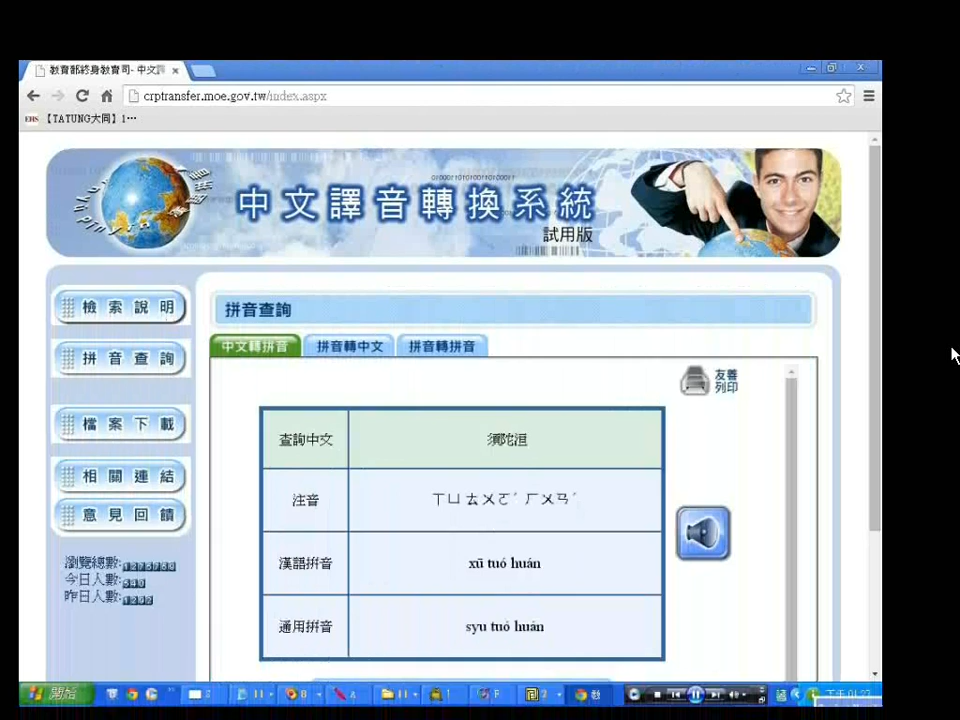 教育部終身教育司- 中文譯
crptransfer.moe.gov.tw/index.aspx
EHS 【TATUNG大同】1…
中文譯音轉換系統
試用版
檢索說明
拼音查詢
檔案下載
相關連結
意見回饋
瀏覽總數:
今日人數:
昨日人數:
拼音查詢
中文轉拼音 拼音轉中文 拼音轉拼音
友善
列印
查詢中文 須陀洹
注音 ㄒㄩ ㄊㄨㄛˊ ㄏㄨㄢˊ
漢語拼音 xū tuó huán
通用拼音 syu tuó huán
開始